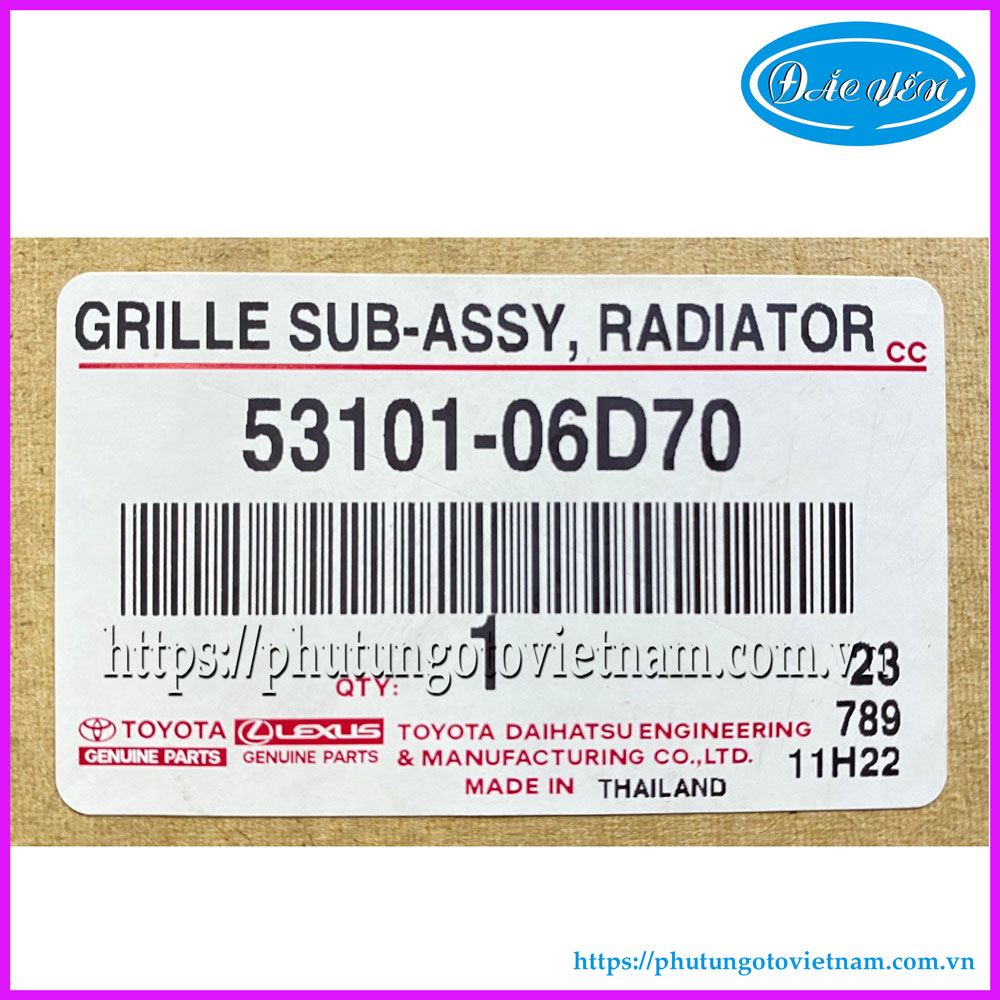 ĐẮC YẾN
GRILLE SUB-ASSY, RADIATOR CC
53101-06D70
https://phutungotovietnam.com.vn
QTY: 1 23
TOYOTA LEXUS TOYOTA DAIHATSU ENGINEERING 789
GENUINE PARTS GENUINE PARTS & MANUFACTURING CO.,LTD. 11H22
MADE IN THAILAND
https://phutungotovietnam.com.vn